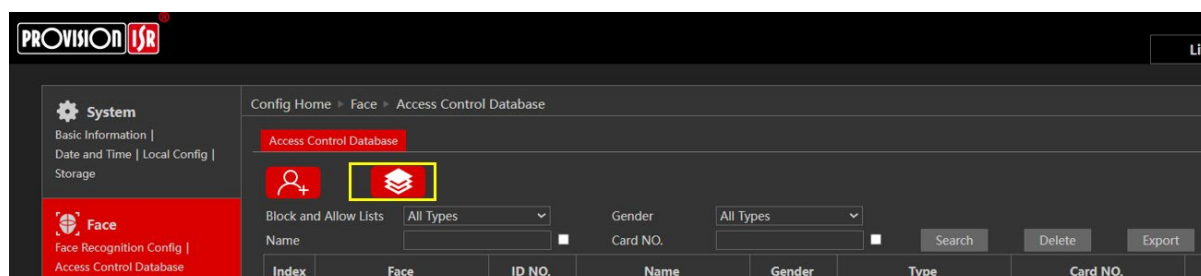 PROVISION ISR®
Li
System
Basic Information |
Date and Time | Local Config |
Storage
Face
Face Recognition Config |
Access Control Database
Config Home ▸ Face ▸ Access Control Database
Access Control Database
Block and Allow Lists All Types Gender All Types
Name Card NO. Search Delete Export
Index Face ID NO. Name Gender Type Card NO.